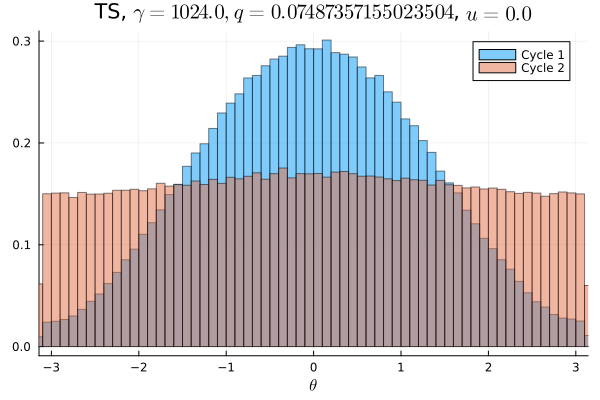 TS, γ = 1024.0, q = 0.07487357155023504, u = 0.0
Cycle 1
Cycle 2
0.3
0.2
0.1
0.0
−3 −2 −1 0 1 2 3
θ